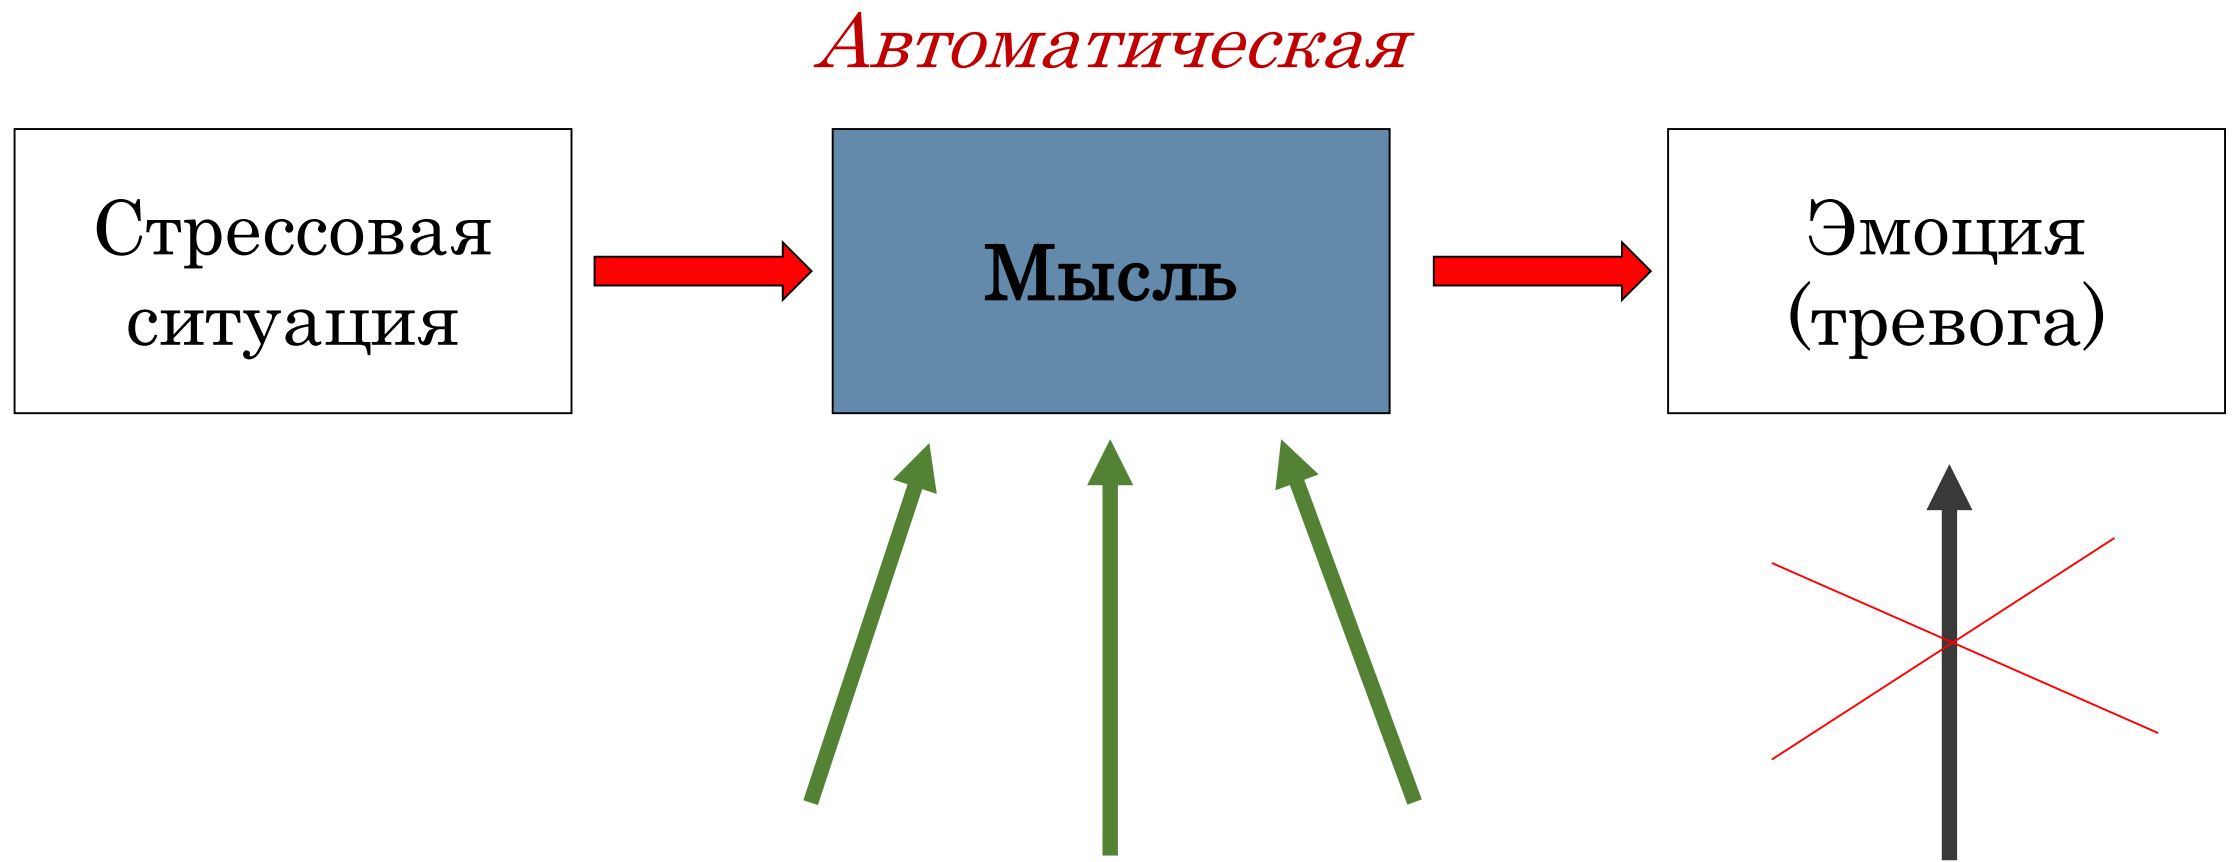 Автоматическая
Стрессовая
ситуация
Мысль
Эмоция
(тревога)